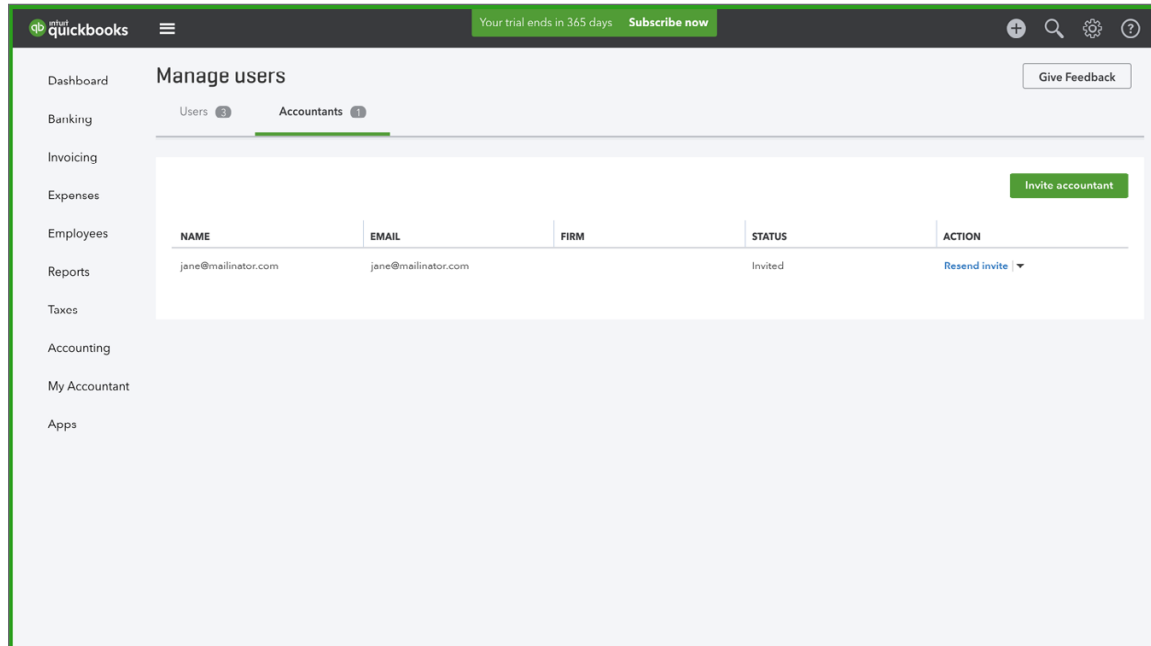 intuit
qb quickbooks
Your trial ends in 365 days Subscribe now
Manage users
Give Feedback
Users 3 Accountants 1
Dashboard
Banking
Invoicing
Expenses
Employees
Reports
Taxes
Accounting
My Accountant
Apps
Invite accountant
NAME EMAIL FIRM STATUS ACTION
jane@mailinator.com jane@mailinator.com Invited Resend invite